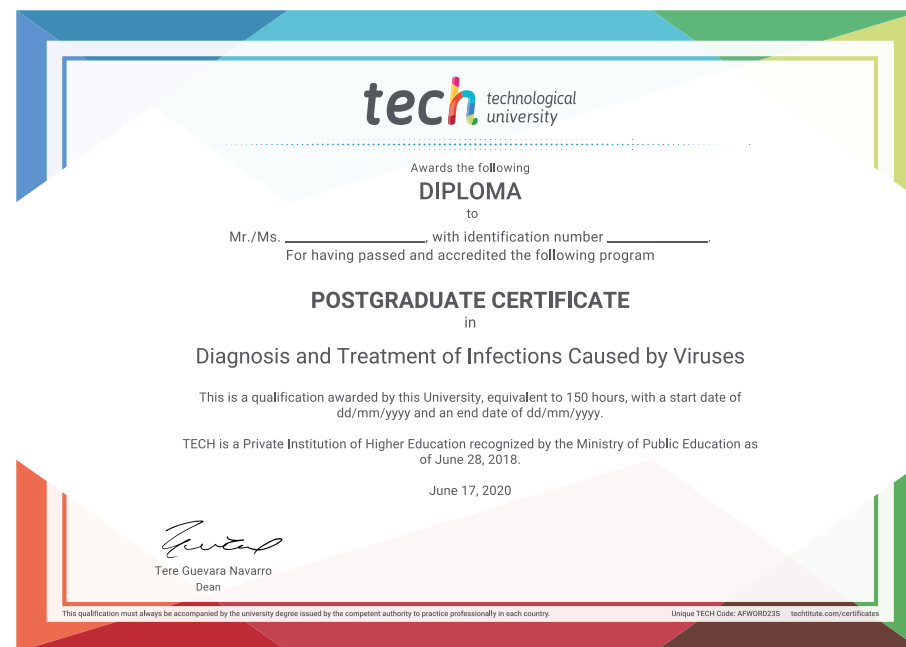 tech technological
university
Awards the following
DIPLOMA
to
Mr./Ms. ____________________, with identification number ______________.
For having passed and accredited the following program
POSTGRADUATE CERTIFICATE
in
Diagnosis and Treatment of Infections Caused by Viruses
This is a qualification awarded by this University, equivalent to 150 hours, with a start date of
dd/mm/yyyy and an end date of dd/mm/yyyy.
TECH is a Private Institution of Higher Education recognized by the Ministry of Public Education as
of June 28, 2018.
June 17, 2020
Tere Guevara Navarro
Dean
This qualification must always be accompanied by the university degree issued by the competent authority to practice professionally in each country. Unique TECH Code: AFWORD23S techtitute.com/certificates